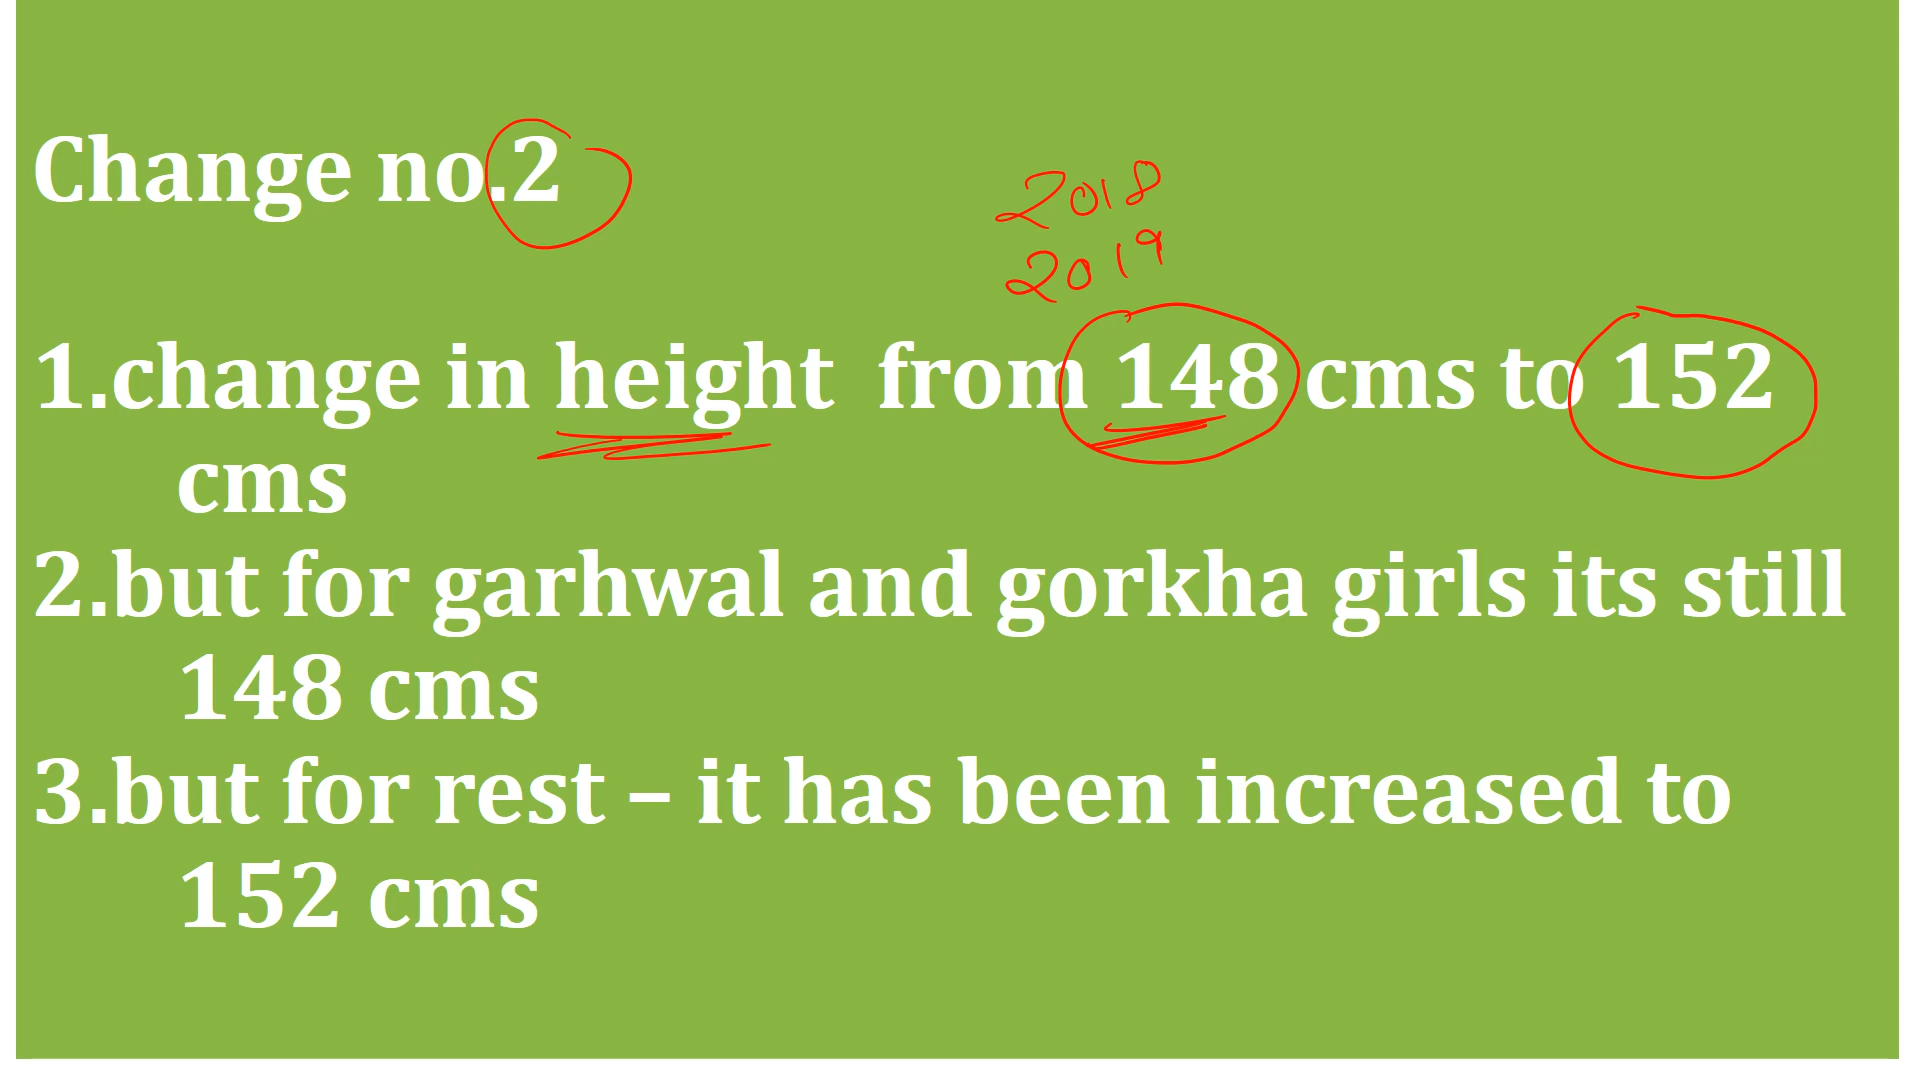 Change no.2
2018
2019
1.change in height from 148 cms to 152
cms
2.but for garhwal and gorkha girls its still
148 cms
3.but for rest – it has been increased to
152 cms